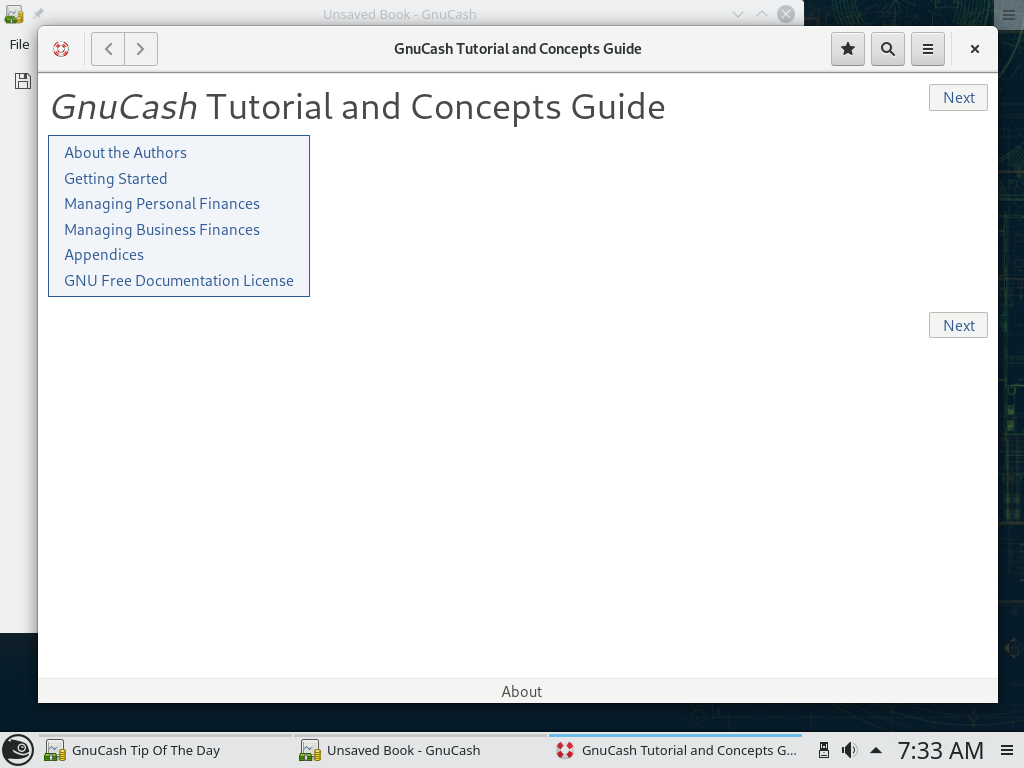 Unsaved Book - GnuCash
File
GnuCash Tutorial and Concepts Guide
GnuCash Tutorial and Concepts Guide
Next
About the Authors
Getting Started
Managing Personal Finances
Managing Business Finances
Appendices
GNU Free Documentation License
Next
About
GnuCash Tip Of The Day
Unsaved Book - GnuCash
GnuCash Tutorial and Concepts G...
7:33 AM